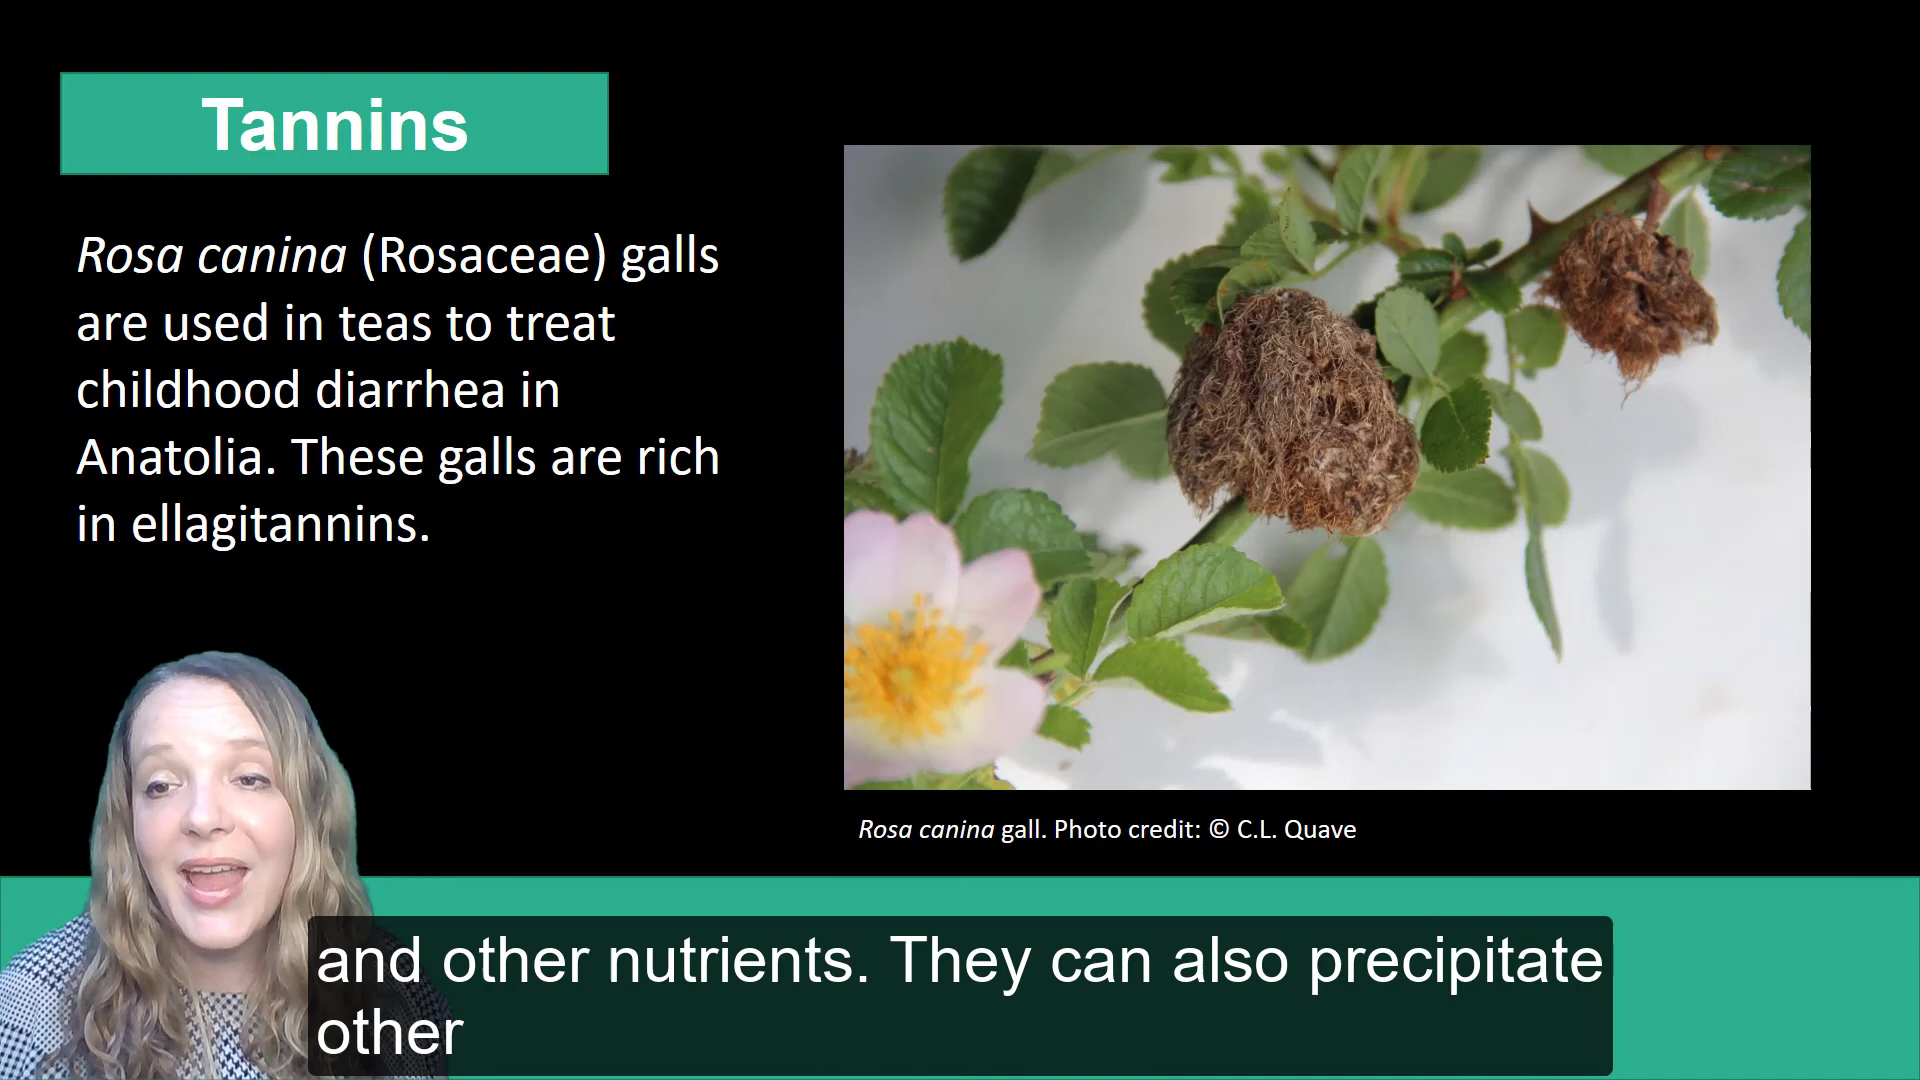 Tannins
Rosa canina (Rosaceae) galls
are used in teas to treat
childhood diarrhea in
Anatolia. These galls are rich
in ellagitannins.
Rosa canina gall. Photo credit: © C.L. Quave
and other nutrients. They can also precipitate
other